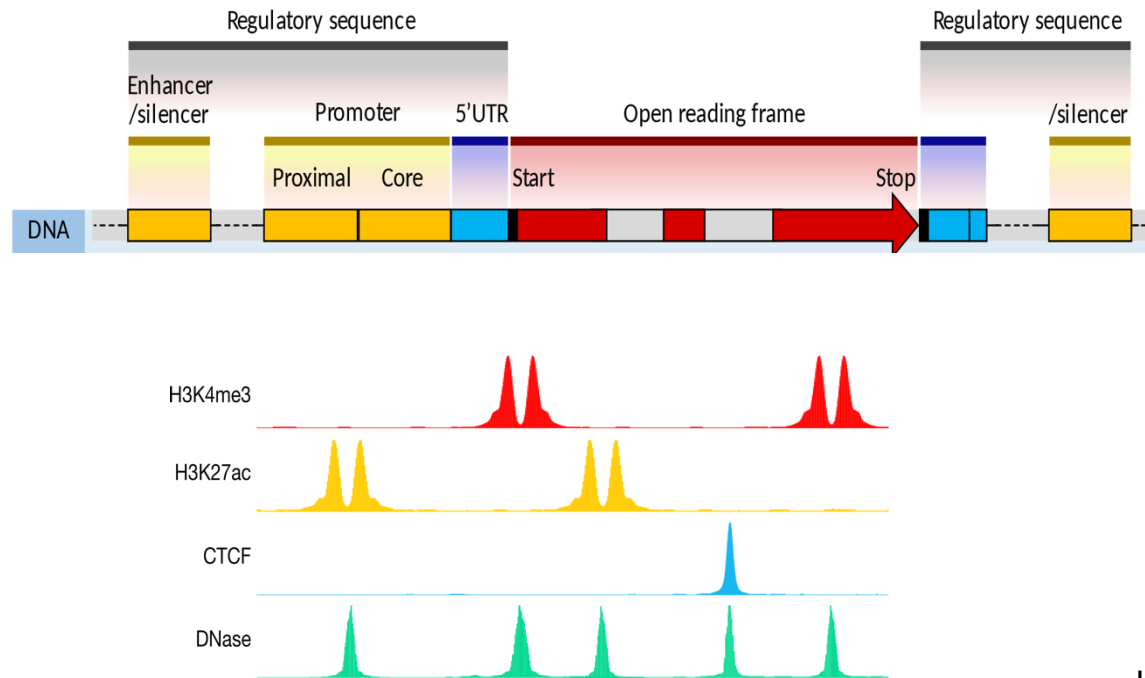 Regulatory sequence
Regulatory sequence
Enhancer
/silencer
Promoter
5'UTR
Open reading frame
/silencer
Proximal
Core
Start
Stop
DNA
H3K4me3
H3K27ac
CTCF
DNase